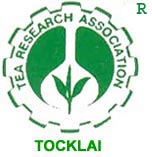 R
TEA RESEARCH ASSOCIATION
TOCKLAI